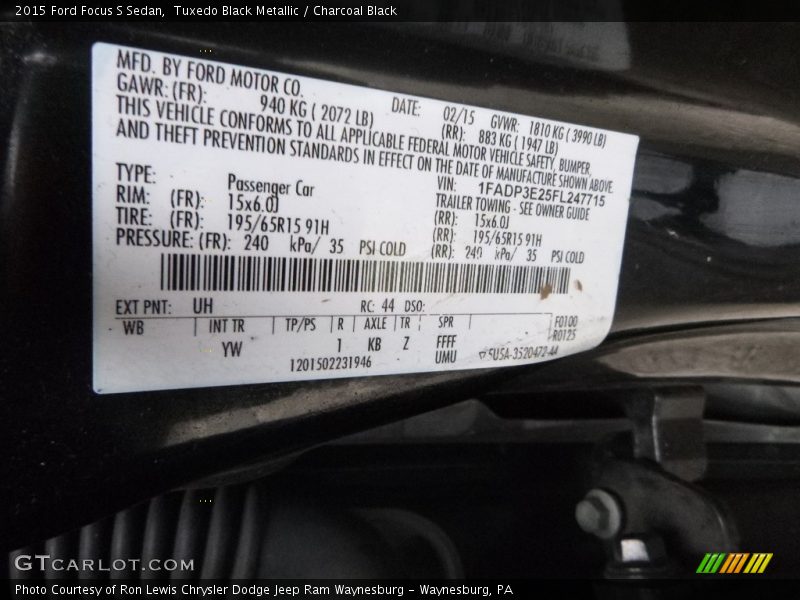 2015 Ford Focus S Sedan, Tuxedo Black Metallic / Charcoal Black
MFD. BY FORD MOTOR CO.
DATE: 02/15 GVWR: 1810 KG ( 3990 LB)
GAWR: (FR): 940 KG ( 2072 LB) (RR): 883 KG ( 1947 LB)
THIS VEHICLE CONFORMS TO ALL APPLICABLE FEDERAL MOTOR VEHICLE SAFETY, BUMPER,
AND THEFT PREVENTION STANDARDS IN EFFECT ON THE DATE OF MANUFACTURE SHOWN ABOVE.
VIN: 1FADP3E25FL247715
TYPE: Passenger Car TRAILER TOWING - SEE OWNER GUIDE
RIM: (FR): 15x6.0J (RR): 15x6.0J
TIRE: (FR): 195/65R15 91H (RR): 195/65R15 91H
PRESSURE: (FR): 240 kPa/ 35 PSI COLD (RR): 240 kPa/ 35 PSI COLD
EXT PNT: UH RC: 44 DSO:
WB INT TR TP/PS R AXLE TR SPR F0100
R0125
YW 1 KB Z FFFF
1201502231946 UMU 5USA-3520472-AA
GTCARLOT.COM
Photo Courtesy of Ron Lewis Chrysler Dodge Jeep Ram Waynesburg - Waynesburg, PA